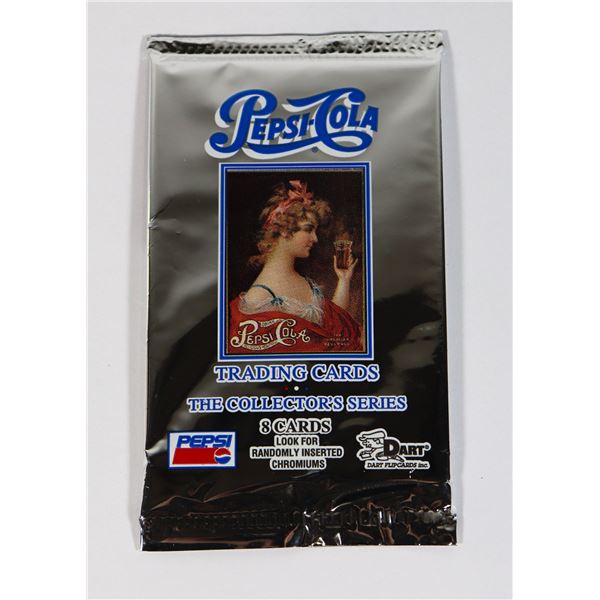 PEPSI-COLA
DRINK
PEPSI-COLA
TRADING CARDS
THE COLLECTOR'S SERIES
8 CARDS
LOOK FOR
RANDOMLY INSERTED
CHROMIUMS
PEPSI
DART
DART FLIPCARDS inc.